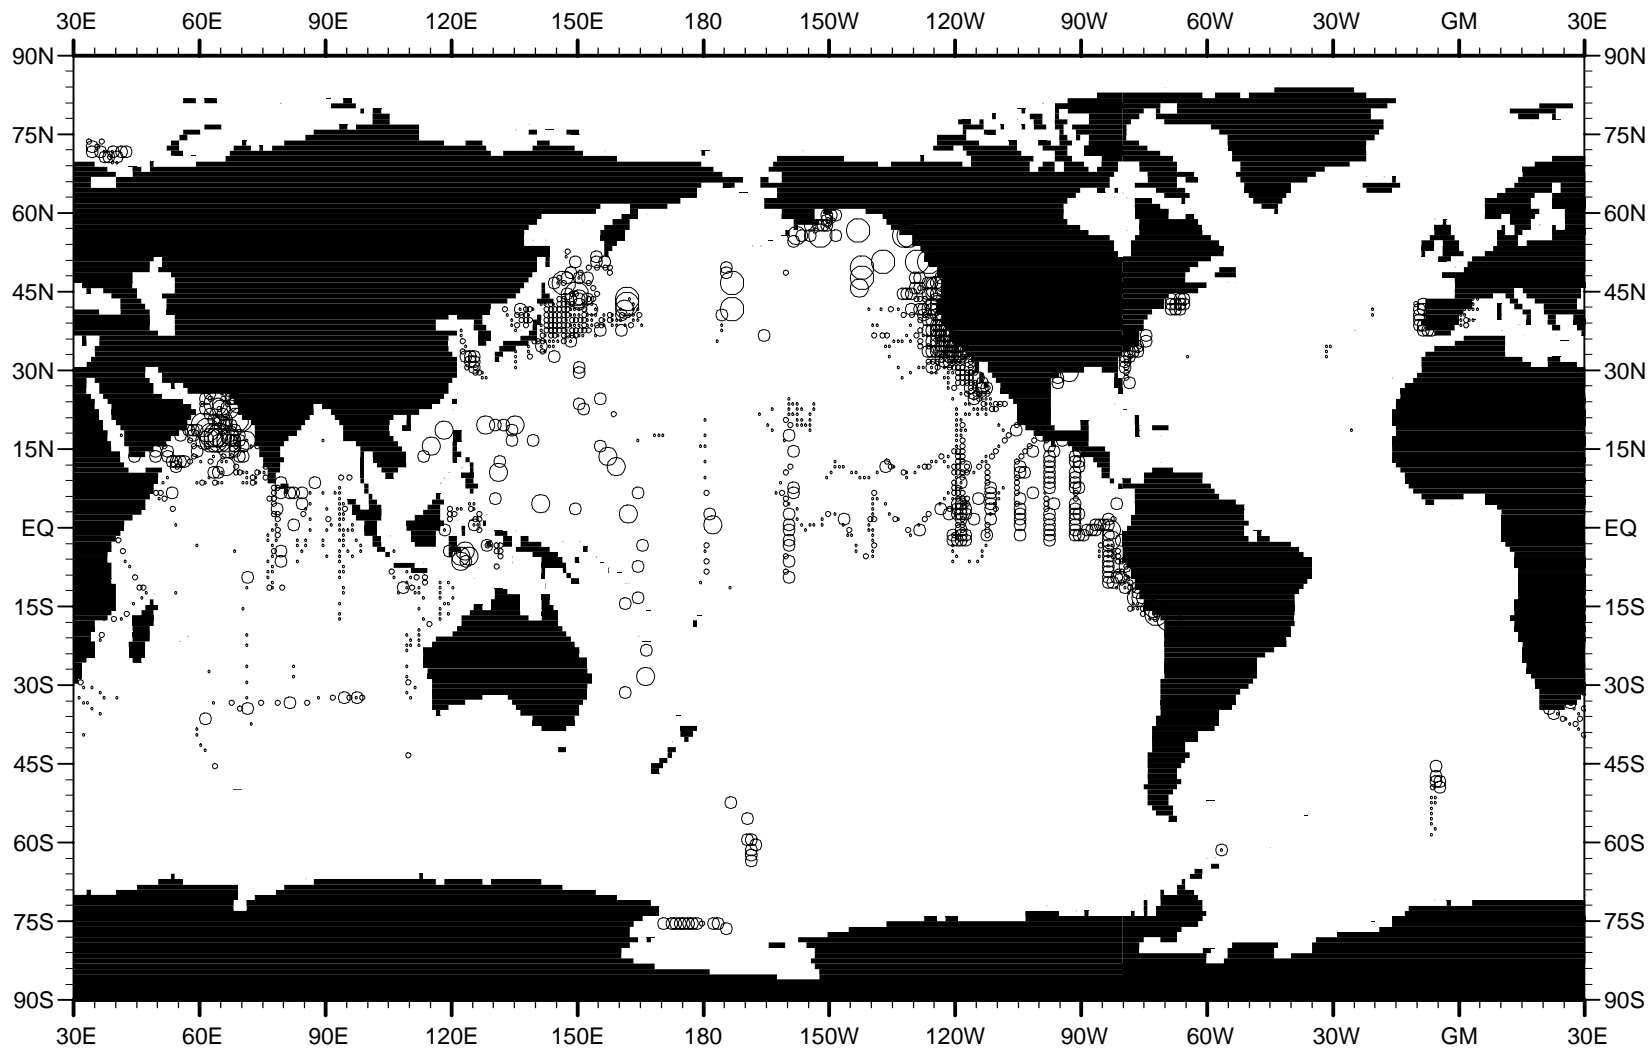 30E 60E 90E 120E 150E 180 150W 120W 90W 60W 30W GM 30E
90N 90N
75N 75N
60N 60N
45N 45N
30N 30N
15N 15N
EQ EQ
15S 15S
30S 30S
45S 45S
60S 60S
75S 75S
90S 90S
30E 60E 90E 120E 150E 180 150W 120W 90W 60W 30W GM 30E